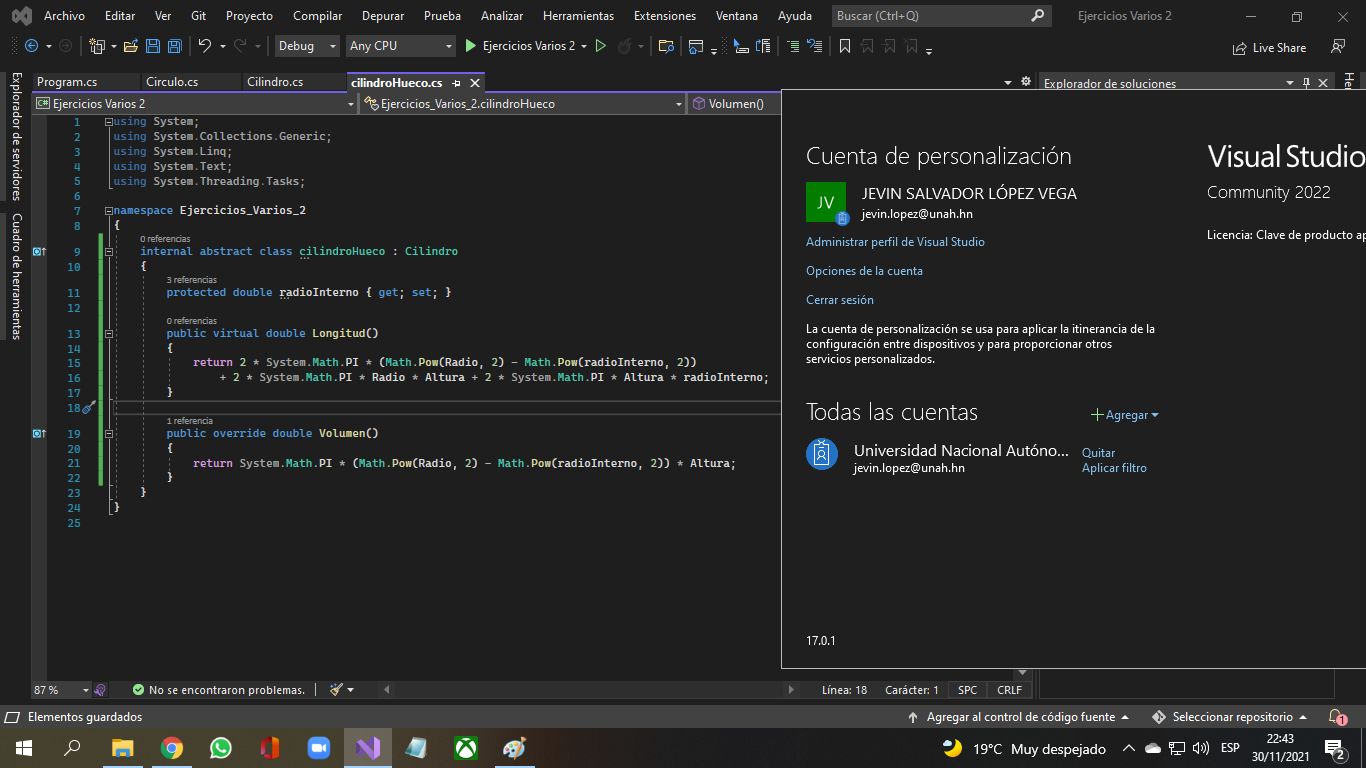 Archivo Editar Ver Git Proyecto Compilar Depurar Prueba Analizar Herramientas Extensiones Ventana Ayuda Buscar (Ctrl+Q) Ejercicios Varios 2
Debug Any CPU Ejercicios Varios 2 Live Share
Explorador de servidores
Cuadro de herramientas
Program.cs Circulo.cs Cilindro.cs cilindroHueco.cs Explorador de soluciones
C# Ejercicios Varios 2 Ejercicios_Varios_2.cilindroHueco Volumen()
1 using System;
2 using System.Collections.Generic;
3 using System.Linq;
4 using System.Text;
5 using System.Threading.Tasks;
6
7 namespace Ejercicios_Varios_2
8 {
0 referencias
9 internal abstract class cilindroHueco : Cilindro
10 {
3 referencias
11 protected double radioInterno { get; set; }
12
0 referencias
13 public virtual double Longitud()
14 {
15 return 2 * System.Math.PI * (Math.Pow(Radio, 2) - Math.Pow(radioInterno, 2))
16 + 2 * System.Math.PI * Radio * Altura + 2 * System.Math.PI * Altura * radioInterno;
17 }
18
1 referencia
19 public override double Volumen()
20 {
21 return System.Math.PI * (Math.Pow(Radio, 2) - Math.Pow(radioInterno, 2)) * Altura;
22 }
23 }
24 }
25
Cuenta de personalización
JV
JEVIN SALVADOR LÓPEZ VEGA
jevin.lopez@unah.hn
Administrar perfil de Visual Studio
Opciones de la cuenta
Cerrar sesión
La cuenta de personalización se usa para aplicar la itinerancia de la
configuración entre dispositivos y para proporcionar otros
servicios personalizados.
Todas las cuentas Agregar
Universidad Nacional Autóno... Quitar
jevin.lopez@unah.hn Aplicar filtro
17.0.1
Visual Studio
Community 2022
Licencia: Clave de producto ap
87 % No se encontraron problemas. Línea: 18 Carácter: 1 SPC CRLF
Elementos guardados Agregar al control de código fuente Seleccionar repositorio 1
19°C Muy despejado ESP 22:43
30/11/2021 2